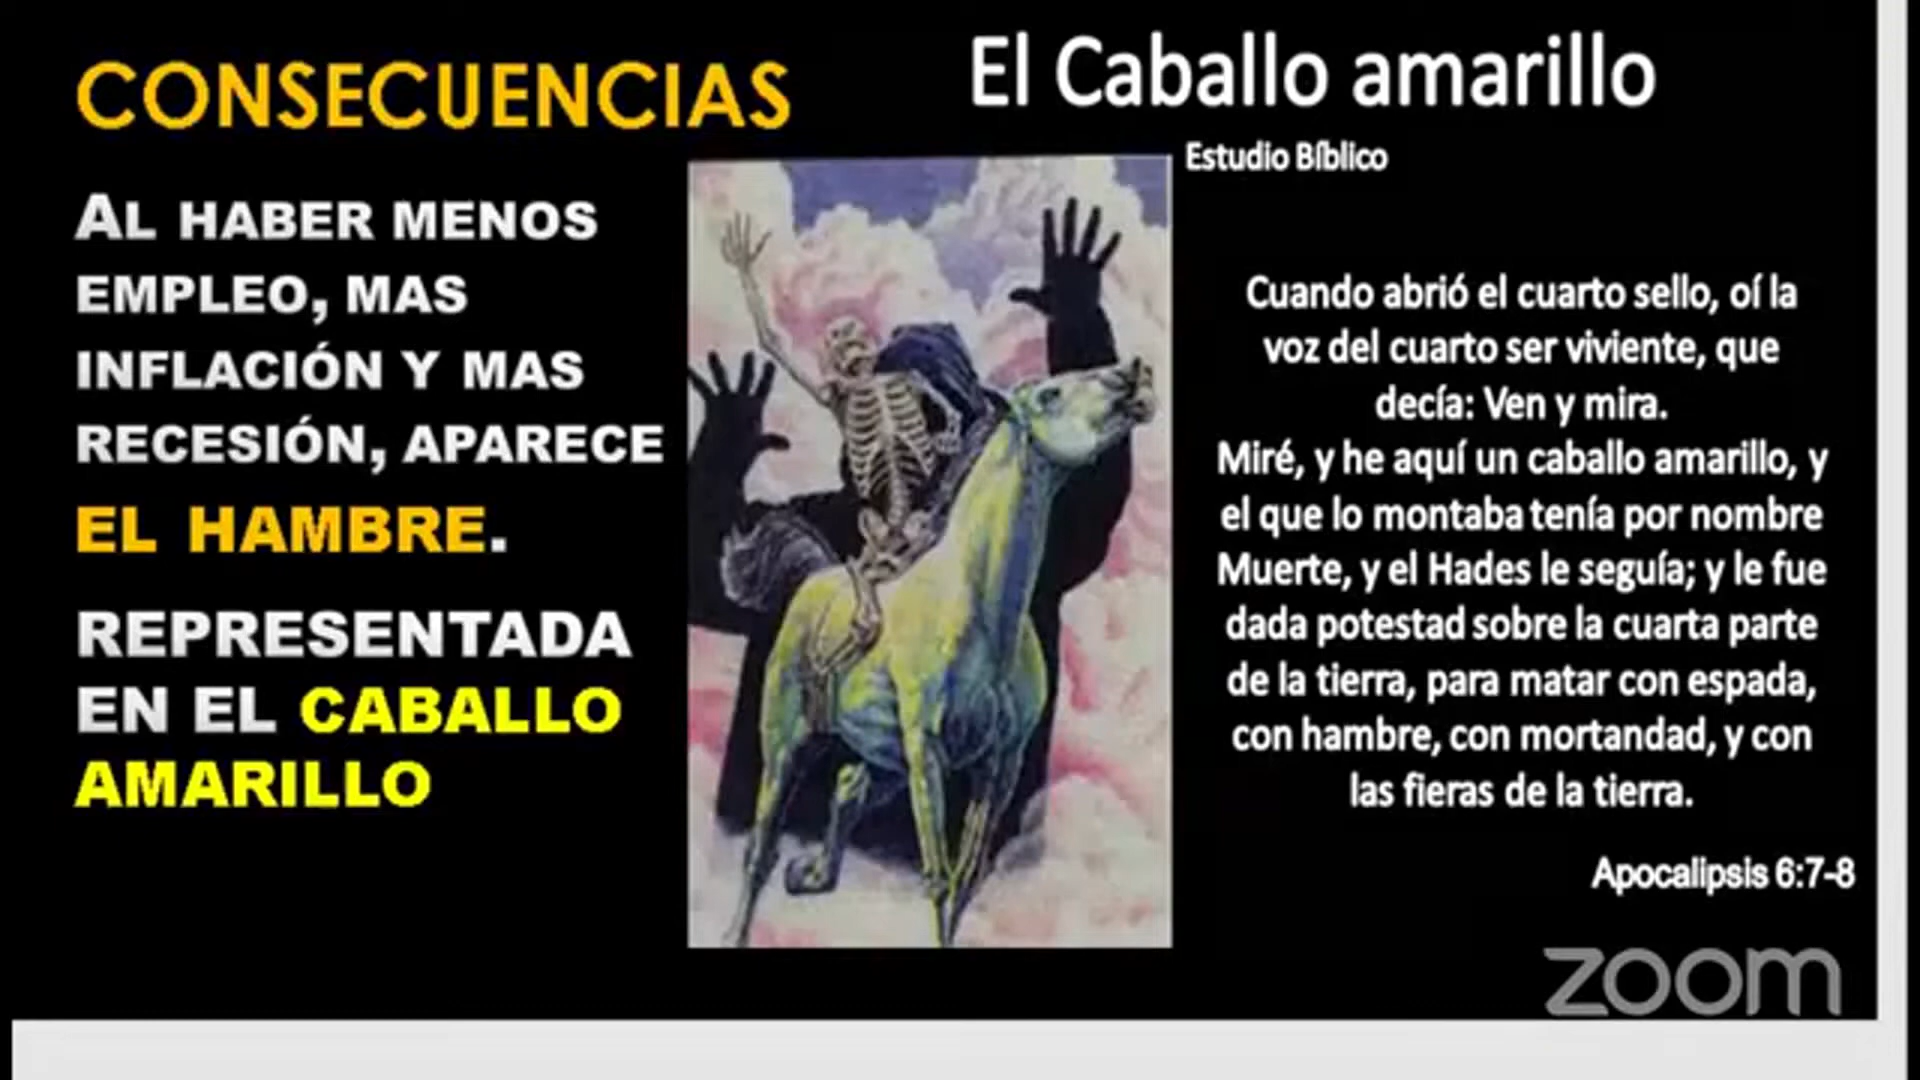 CONSECUENCIAS
AL HABER MENOS
EMPLEO, MAS
INFLACIÓN Y MAS
RECESIÓN, APARECE
EL HAMBRE.
REPRESENTADA
EN EL CABALLO
AMARILLO
El Caballo amarillo
Estudio Bíblico
Cuando abrió el cuarto sello, oí la
voz del cuarto ser viviente, que
decía: Ven y mira.
Miré, y he aquí un caballo amarillo, y
el que lo montaba tenía por nombre
Muerte, y el Hades le seguía; y le fue
dada potestad sobre la cuarta parte
de la tierra, para matar con espada,
con hambre, con mortandad, y con
las fieras de la tierra.
Apocalipsis 6:7-8
zoom